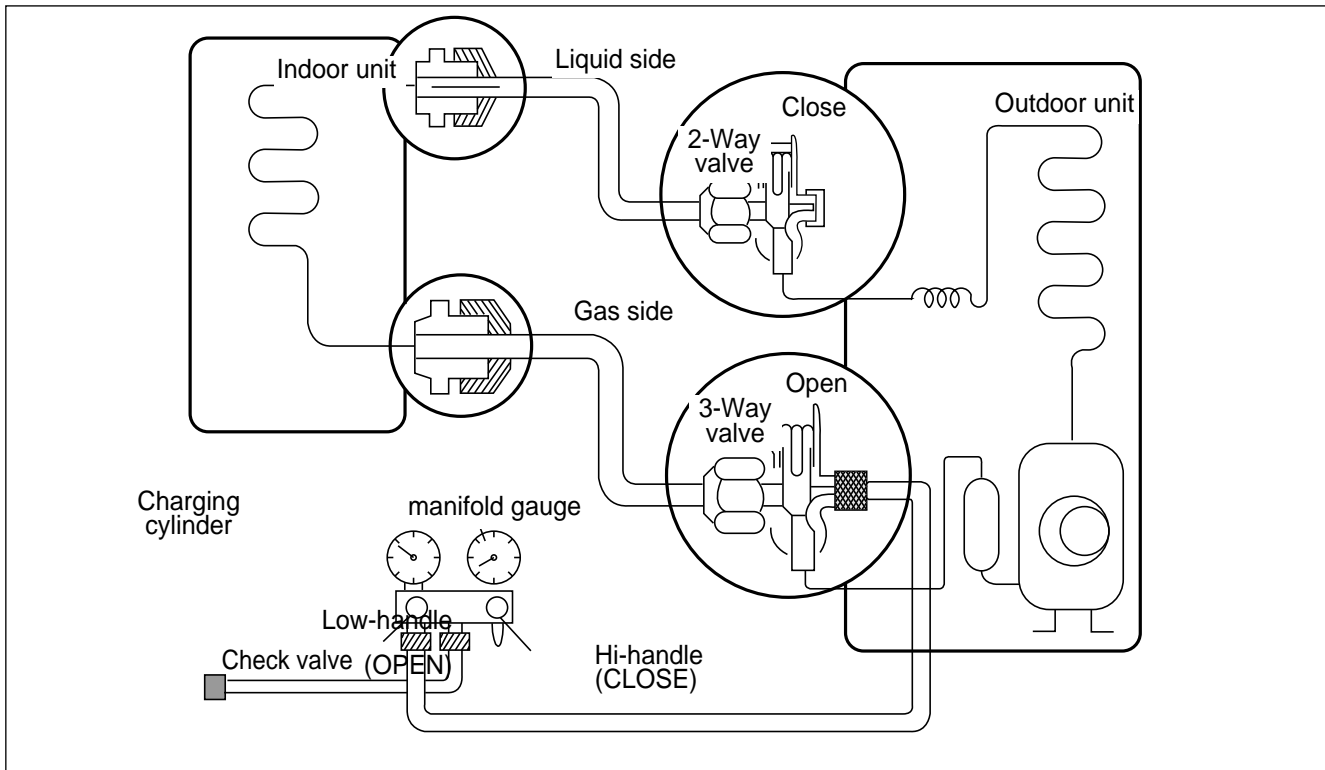 Indoor unit
Liquid side
Close
2-Way
valve
Outdoor unit
Gas side
Open
3-Way
valve
Charging
cylinder
manifold gauge
Low-handle
(OPEN)
Check valve
Hi-handle
(CLOSE)